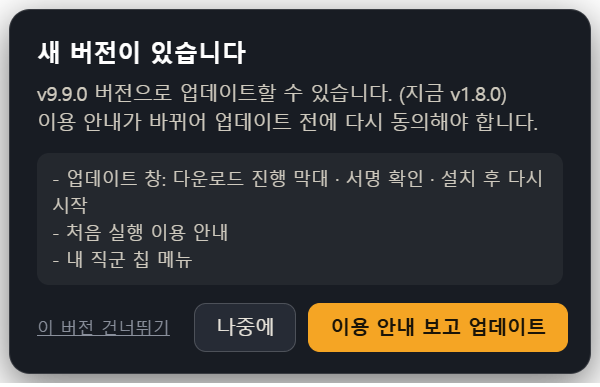 새 버전이 있습니다
v9.9.0 버전으로 업데이트할 수 있습니다. (지금 v1.8.0)
이용 안내가 바뀌어 업데이트 전에 다시 동의해야 합니다.
- 업데이트 창: 다운로드 진행 막대 · 서명 확인 · 설치 후 다시
시작
- 처음 실행 이용 안내
- 내 직군 칩 메뉴
이 버전 건너뛰기
나중에
이용 안내 보고 업데이트